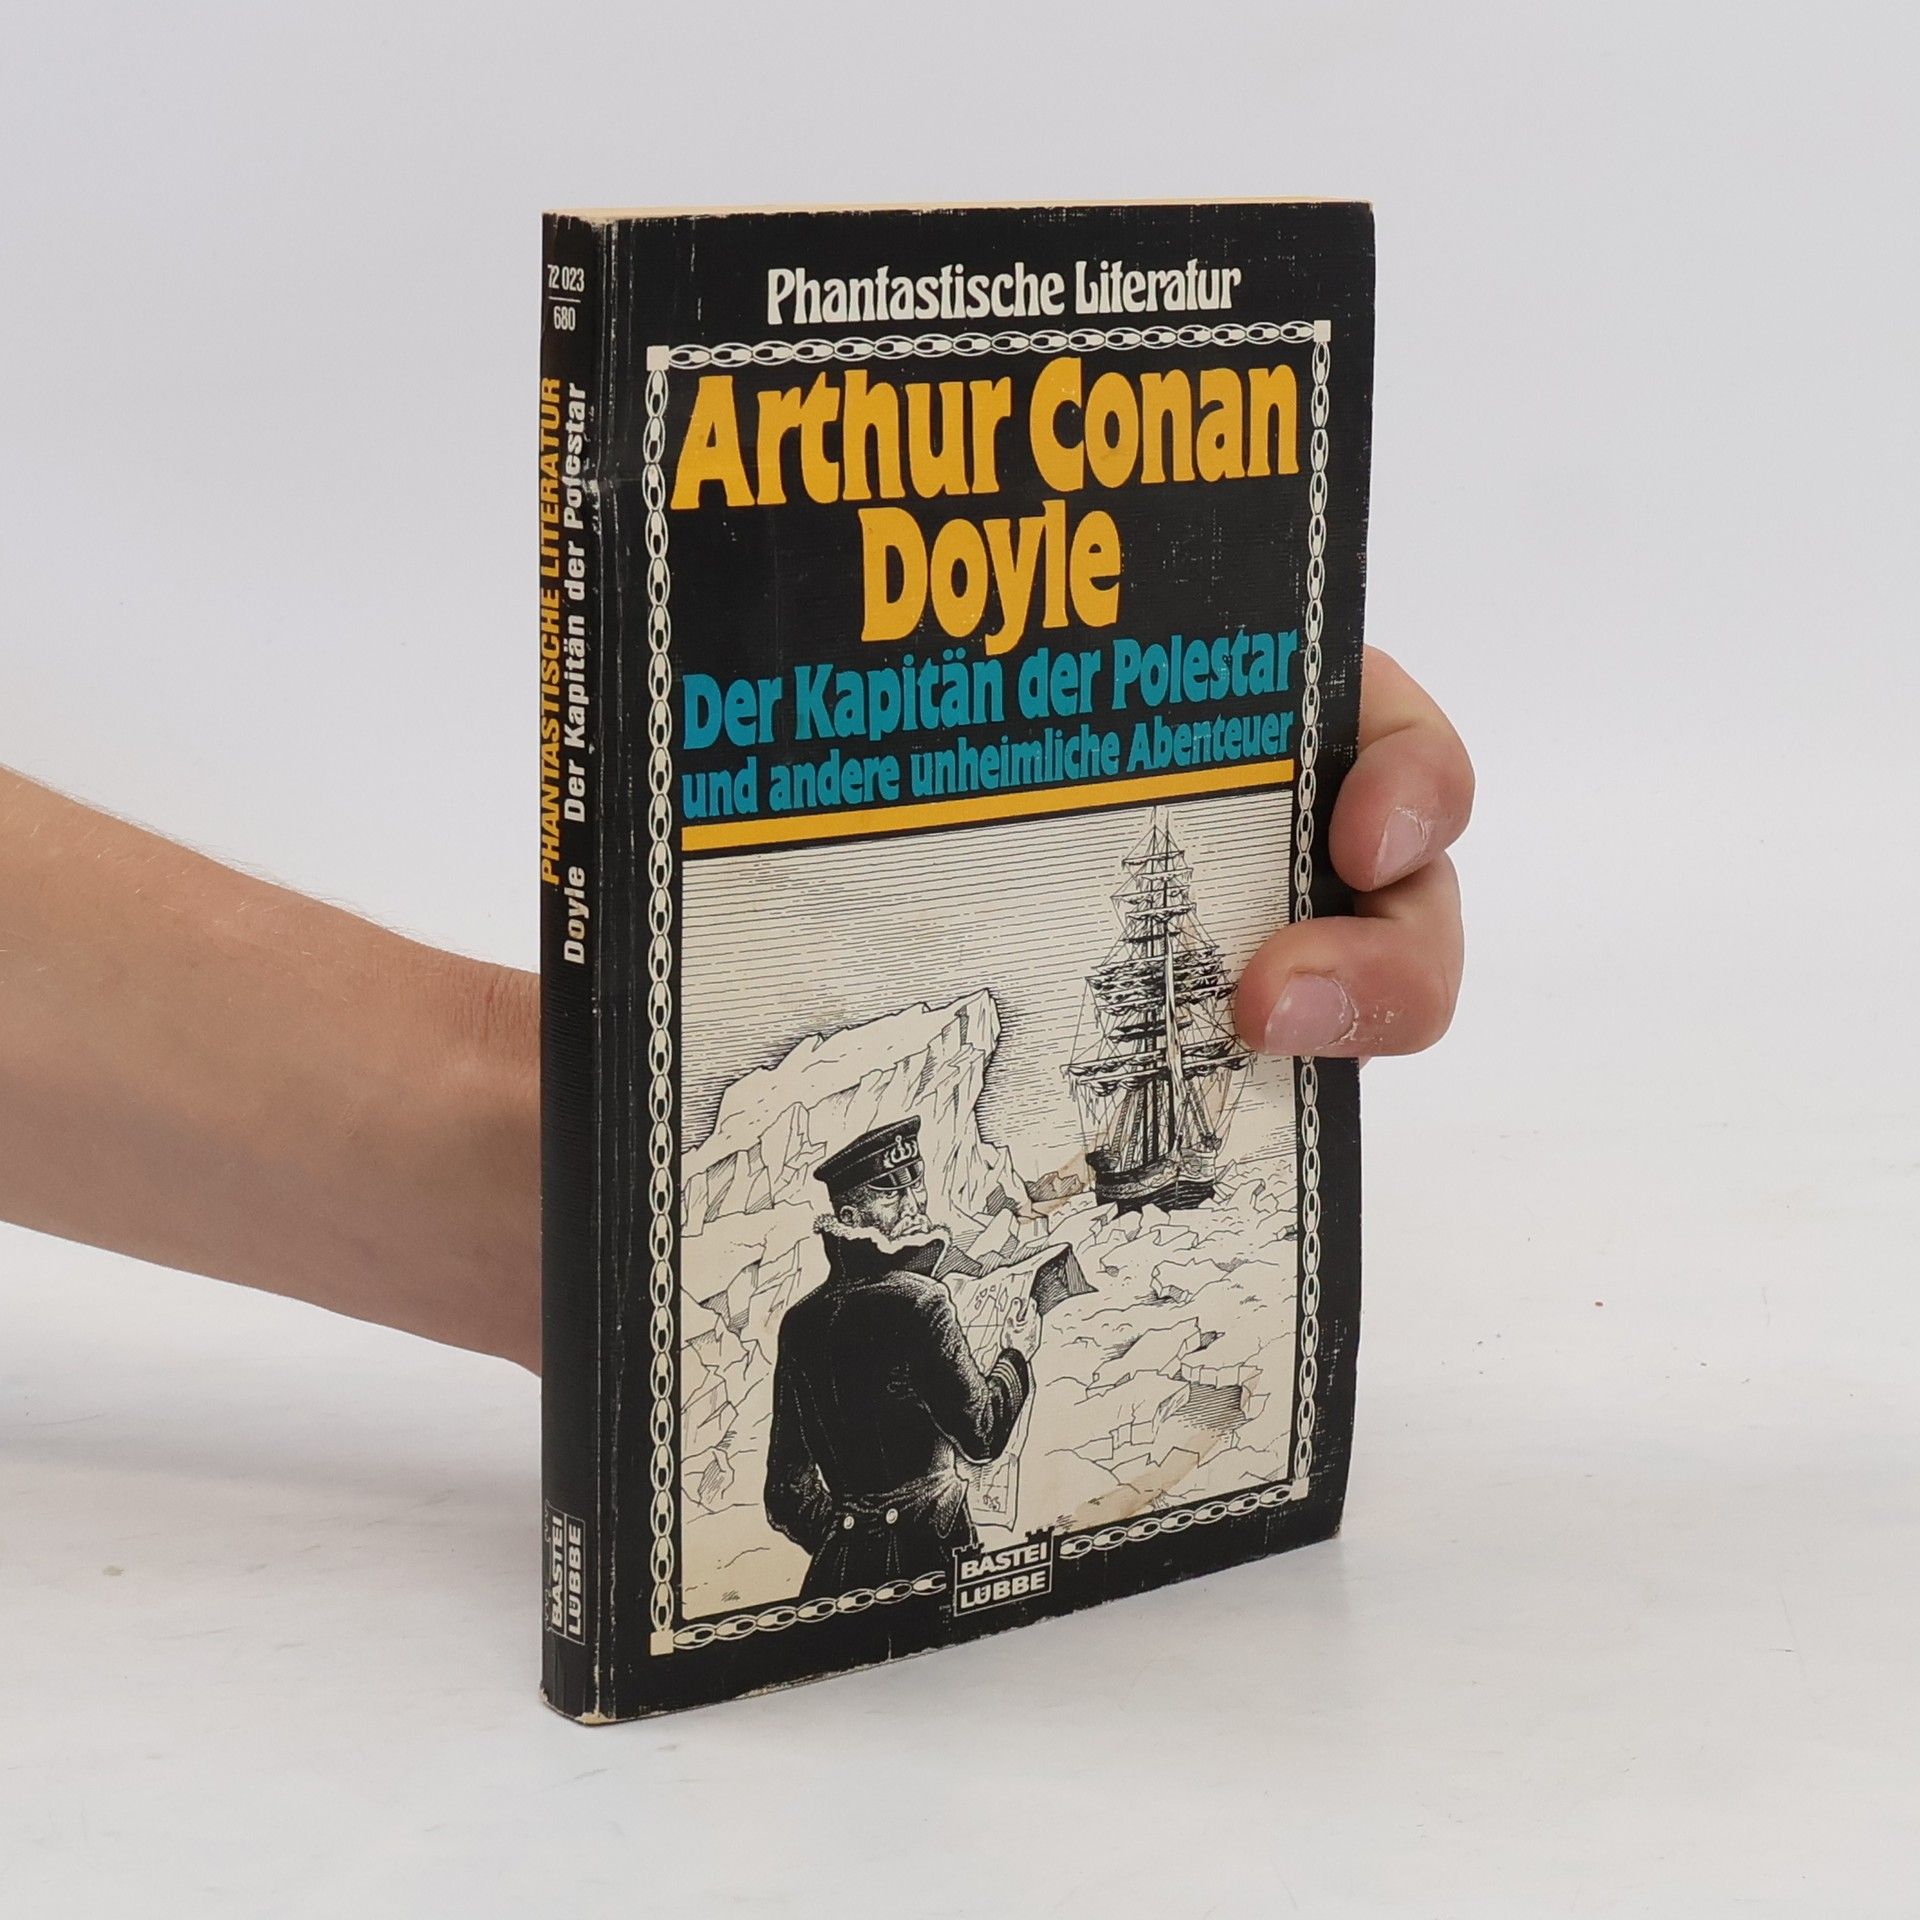 72 023
680
PHANTASTISCHE LITERATUR
Doyle Der Kapitän der Polestar
BASTEI
LÜBBE
Phantastische Literatur
Arthur Conan
Doyle
Der Kapitän der Polestar
und andere unheimliche Abenteuer
BASTEI
LÜBBE